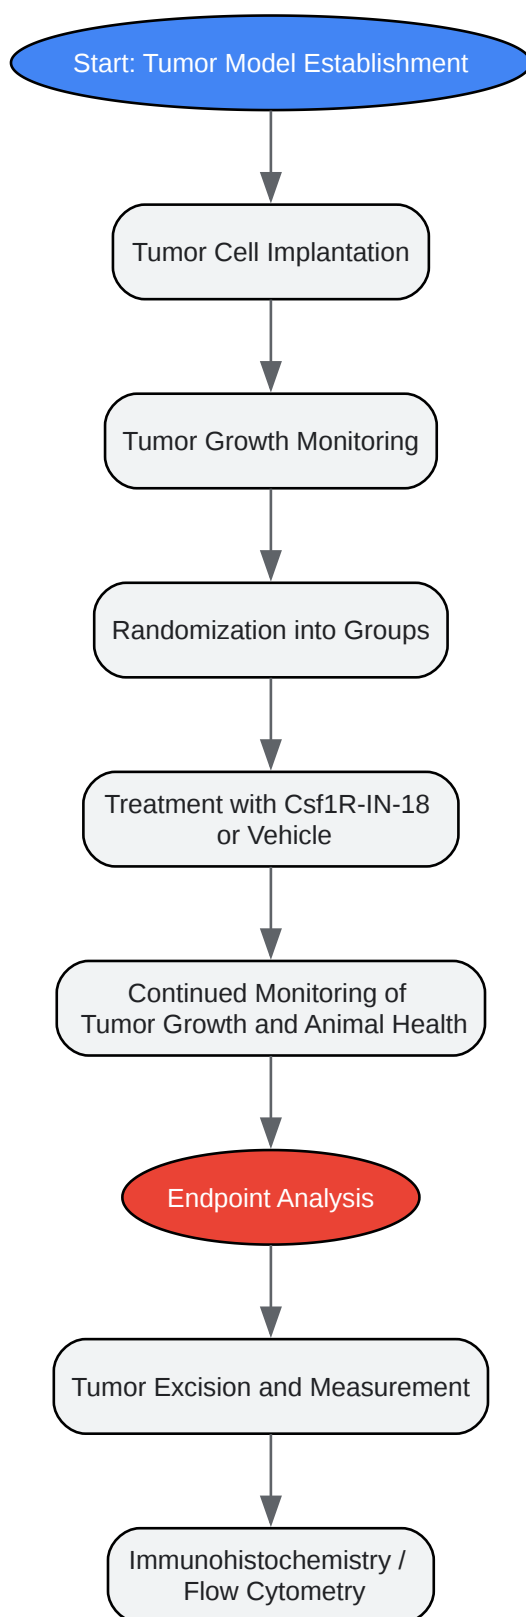 Start: Tumor Model Establishment
Tumor Cell Implantation
Tumor Growth Monitoring
Randomization into Groups
Treatment with Csf1R-IN-18
or Vehicle
Continued Monitoring of
Tumor Growth and Animal Health
Endpoint Analysis
Tumor Excision and Measurement
Immunohistochemistry /
Flow Cytometry